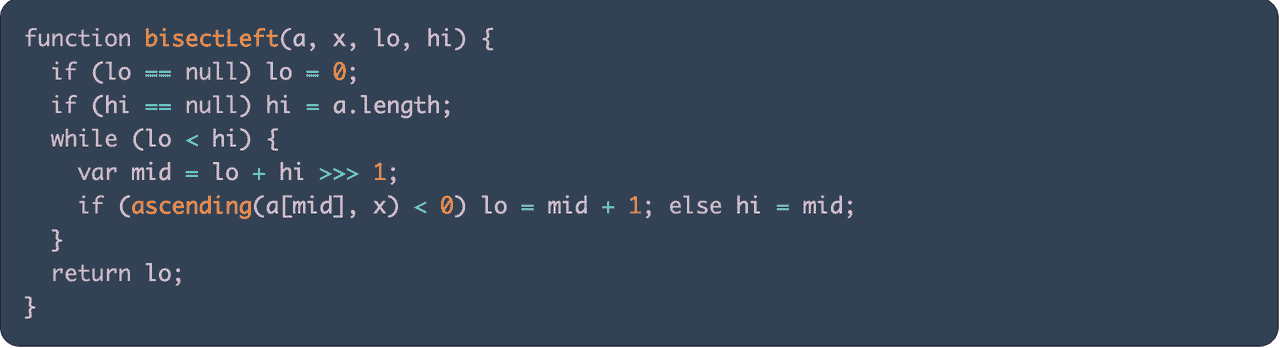 function bisectLeft(a, x, lo, hi) {
  if (lo == null) lo = 0;
  if (hi == null) hi = a.length;
  while (lo < hi) {
    var mid = lo + hi >>> 1;
    if (ascending(a[mid], x) < 0) lo = mid + 1; else hi = mid;
  }
  return lo;
}